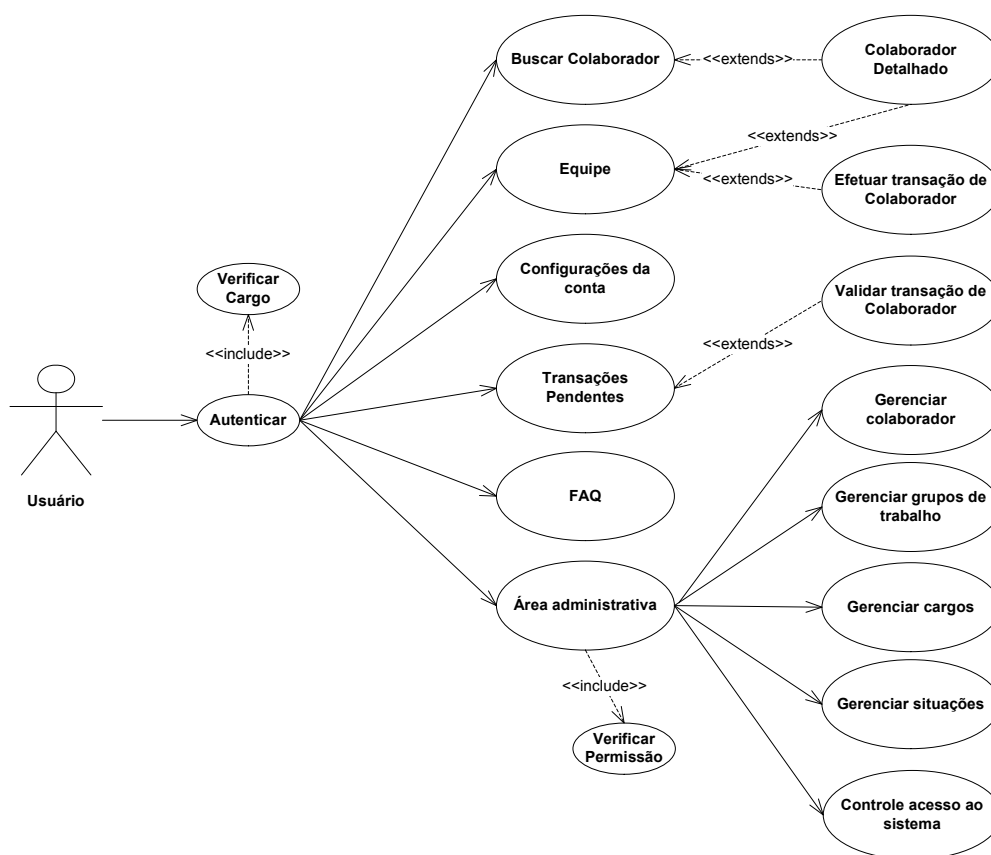 Buscar Colaborador
<<extends>>
Colaborador
Detalhado
<<extends>>
Equipe
<<extends>>
Efetuar transação de
Colaborador
Verificar
Cargo
Configurações da
conta
Validar transação de
Colaborador
<<include>>
<<extends>>
Transações
Pendentes
Autenticar
Gerenciar
colaborador
Usuário
FAQ
Gerenciar grupos de
trabalho
Área administrativa
Gerenciar cargos
<<include>>
Gerenciar situações
Verificar
Permissão
Controle acesso ao
sistema